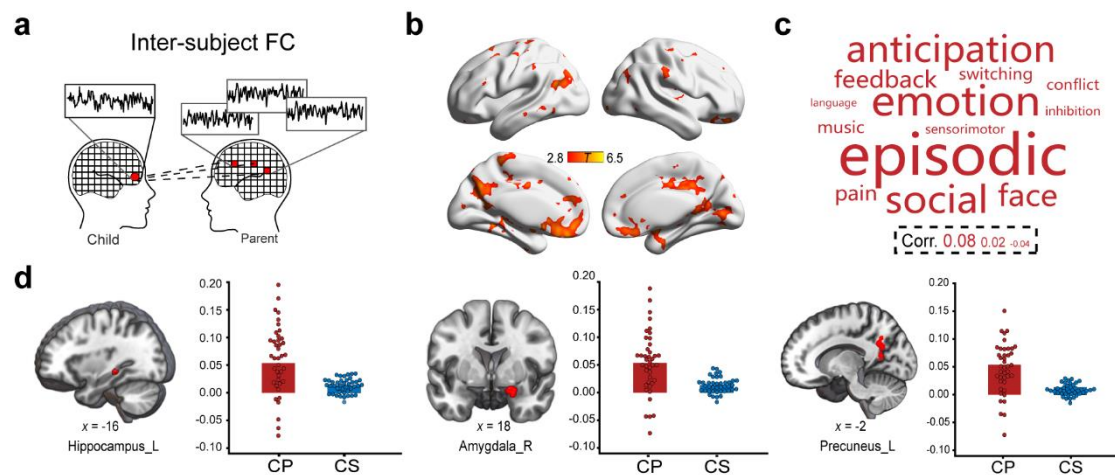 a
Inter-subject FC
Child
Parent
b
2.8 T 6.5
c
anticipation
feedback switching conflict
language emotion inhibition
music sensorimotor
episodic
pain social face
Corr. 0.08 0.02 -0.04
d
0.20
0.15
0.10
0.05
0.00
-0.05
-0.10
x = -16
Hippocampus_L
CP CS
0.20
0.15
0.10
0.05
0.00
-0.05
-0.10
x = 18
Amygdala_R
CP CS
0.20
0.15
0.10
0.05
0.00
-0.05
-0.10
x = -2
Precuneus_L
CP CS